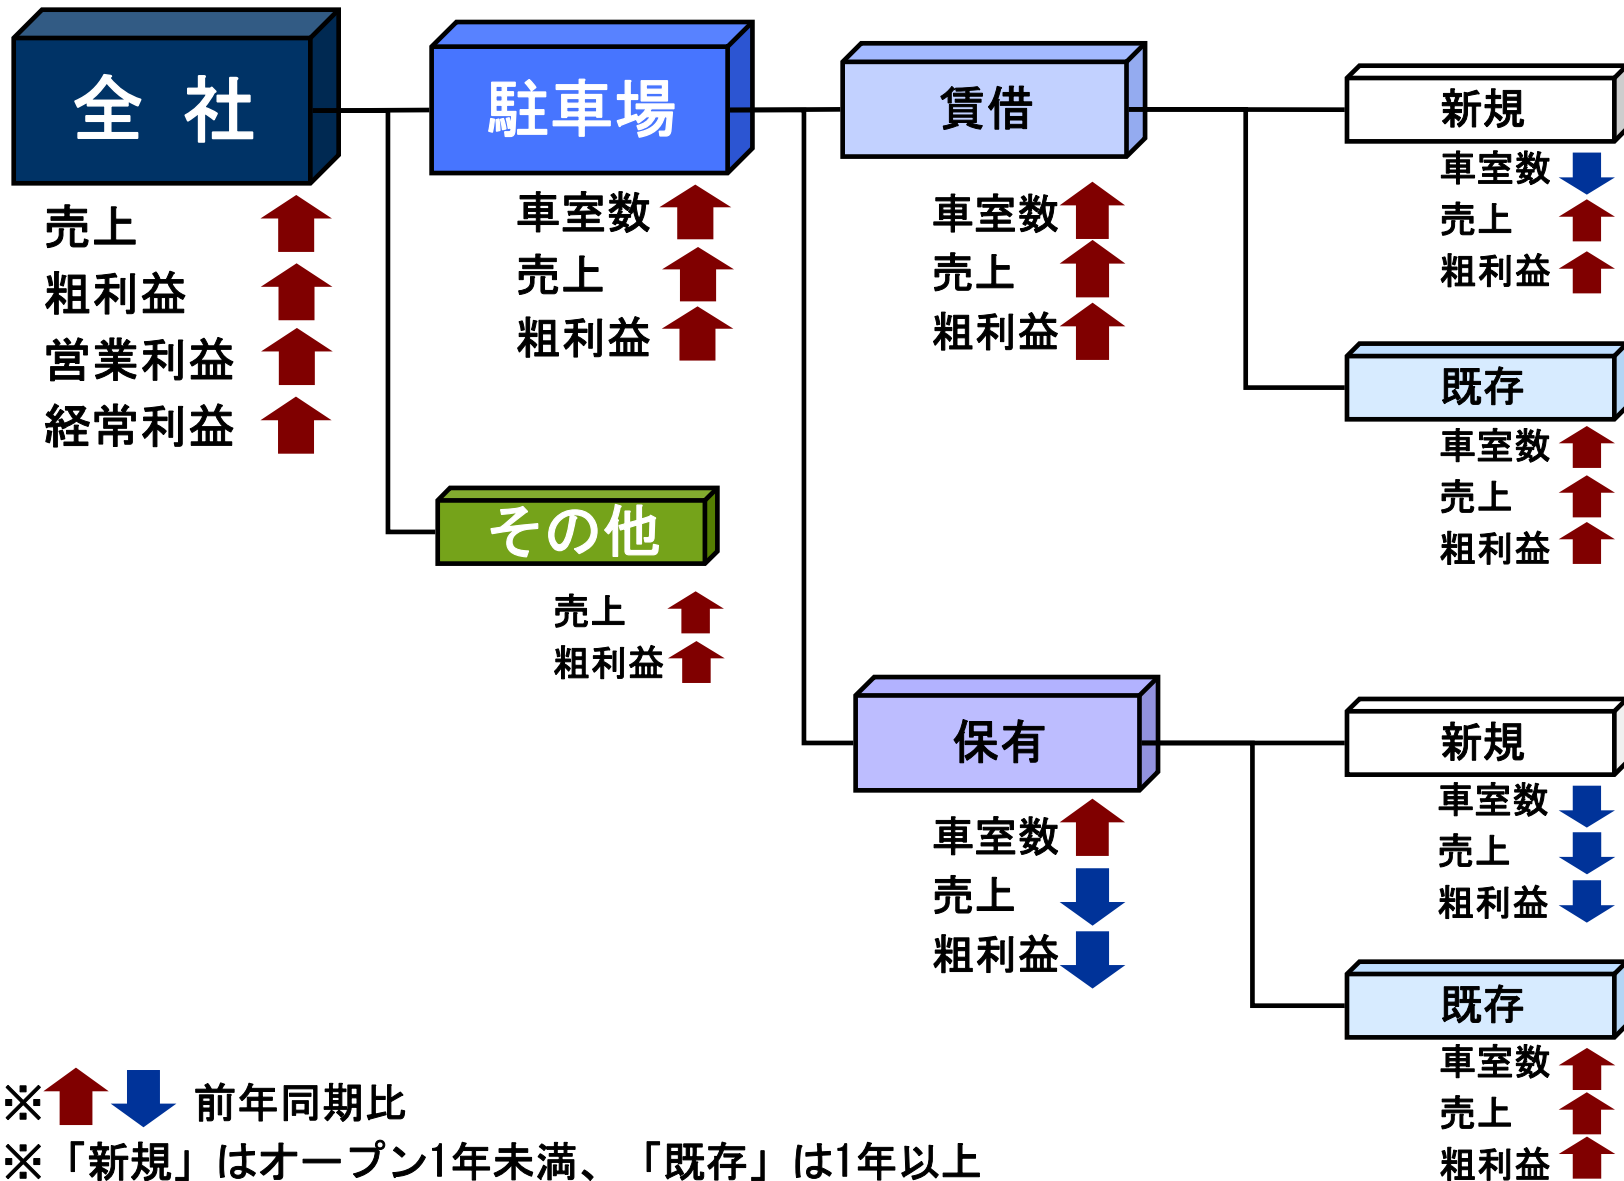 全 社
売上
粗利益
営業利益
経常利益
駐車場
車室数
売上
粗利益
その他
売上
粗利益
賃借
車室数
売上
粗利益
保有
車室数
売上
粗利益
新規
車室数
売上
粗利益
既存
車室数
売上
粗利益
新規
車室数
売上
粗利益
既存
車室数
売上
粗利益
※ 前年同期比
※「新規」はオープン1年未満、「既存」は1年以上